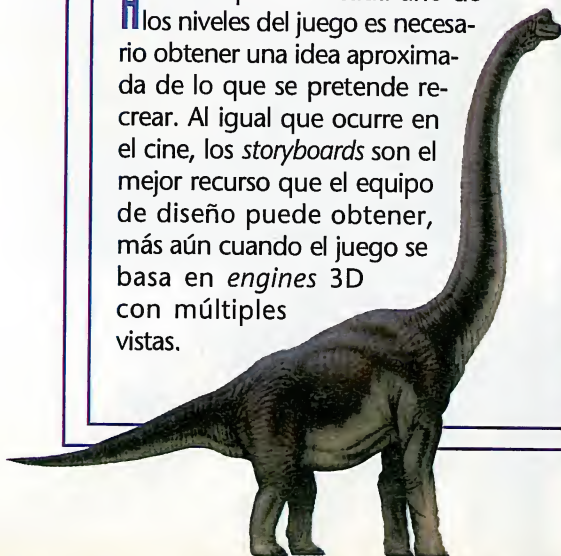 los niveles del juego es necesa-
rio obtener una idea aproxima-
da de lo que se pretende re-
crear. Al igual que ocurre en
el cine, los storyboards son el
mejor recurso que el equipo
de diseño puede obtener,
más aún cuando el juego se
basa en engines 3D
con múltiples
vistas.